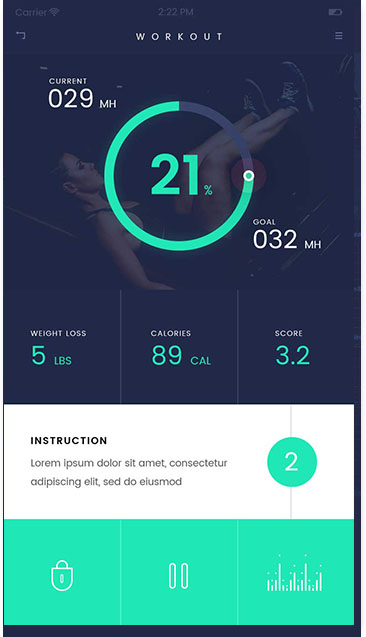 Carrier
2:22 PM
WORKOUT
CURRENT
029 MH
21%
GOAL
032 MH
WEIGHT LOSS
5 LBS
CALORIES
89 CAL
SCORE
3.2
INSTRUCTION
Lorem ipsum dolor sit amet, consectetur
adipiscing elit, sed do eiusmod
2